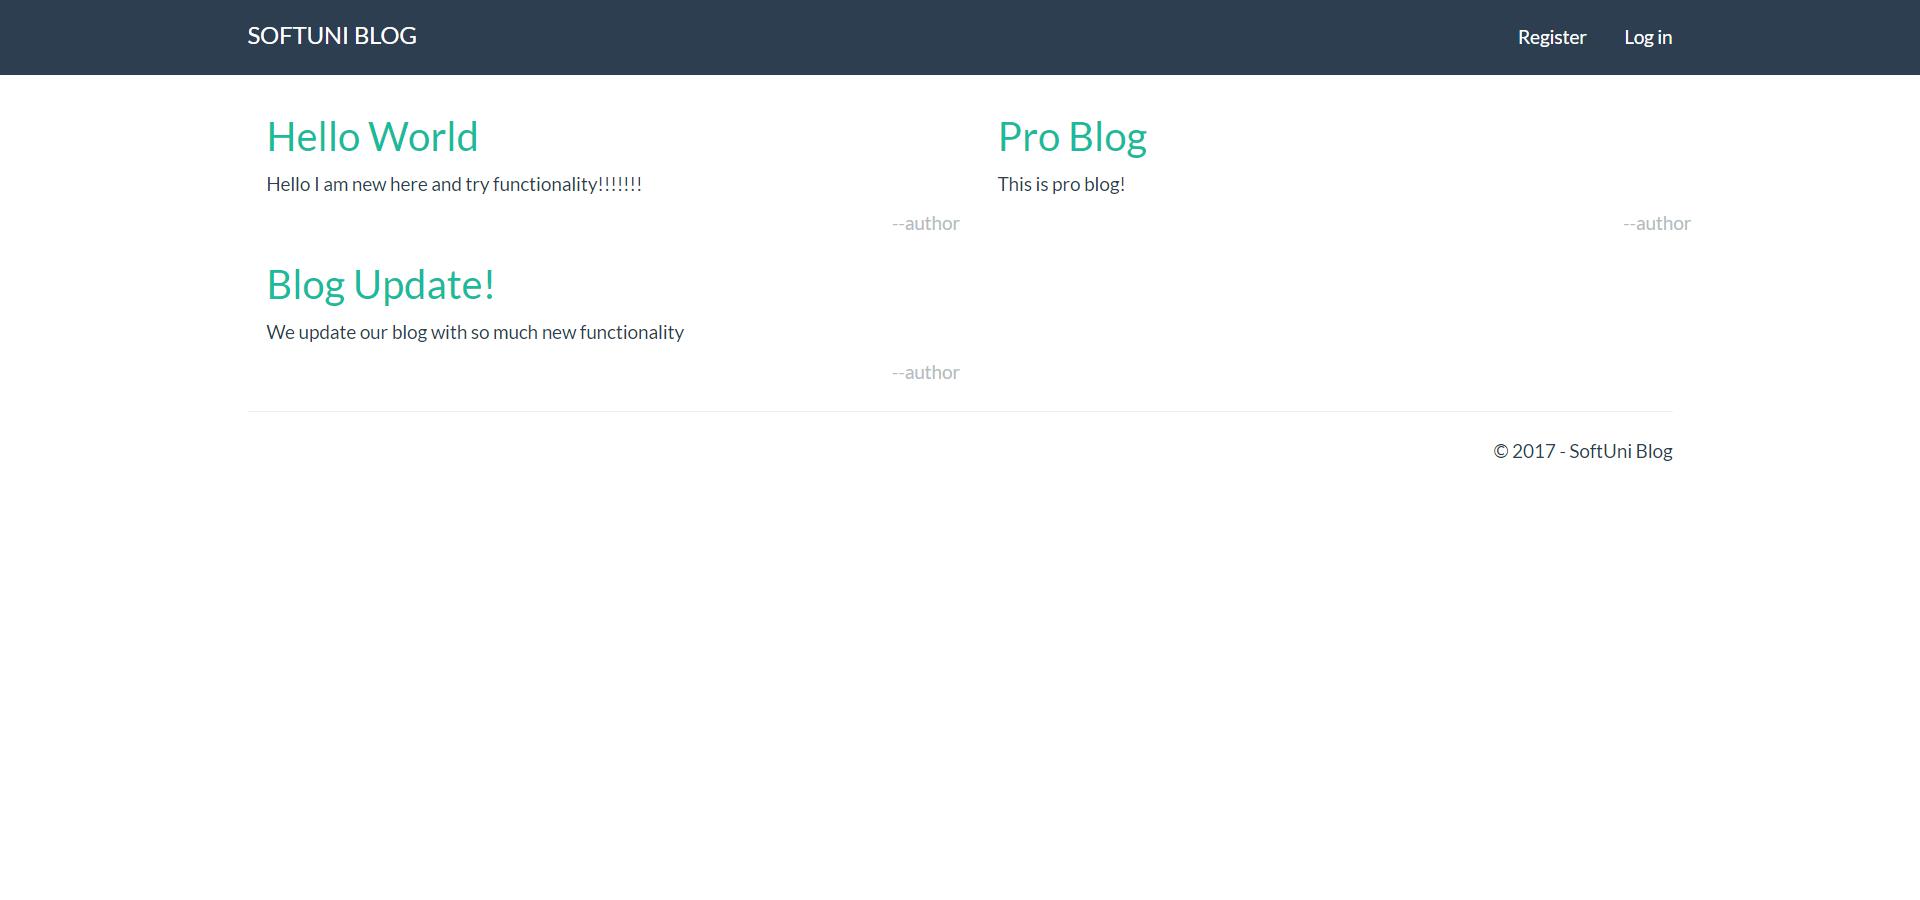 SOFTUNI BLOG
Register
Log in
Hello World
Hello I am new here and try functionality!!!!!!!
--author
Pro Blog
This is pro blog!
--author
Blog Update!
We update our blog with so much new functionality
--author
© 2017 - SoftUni Blog